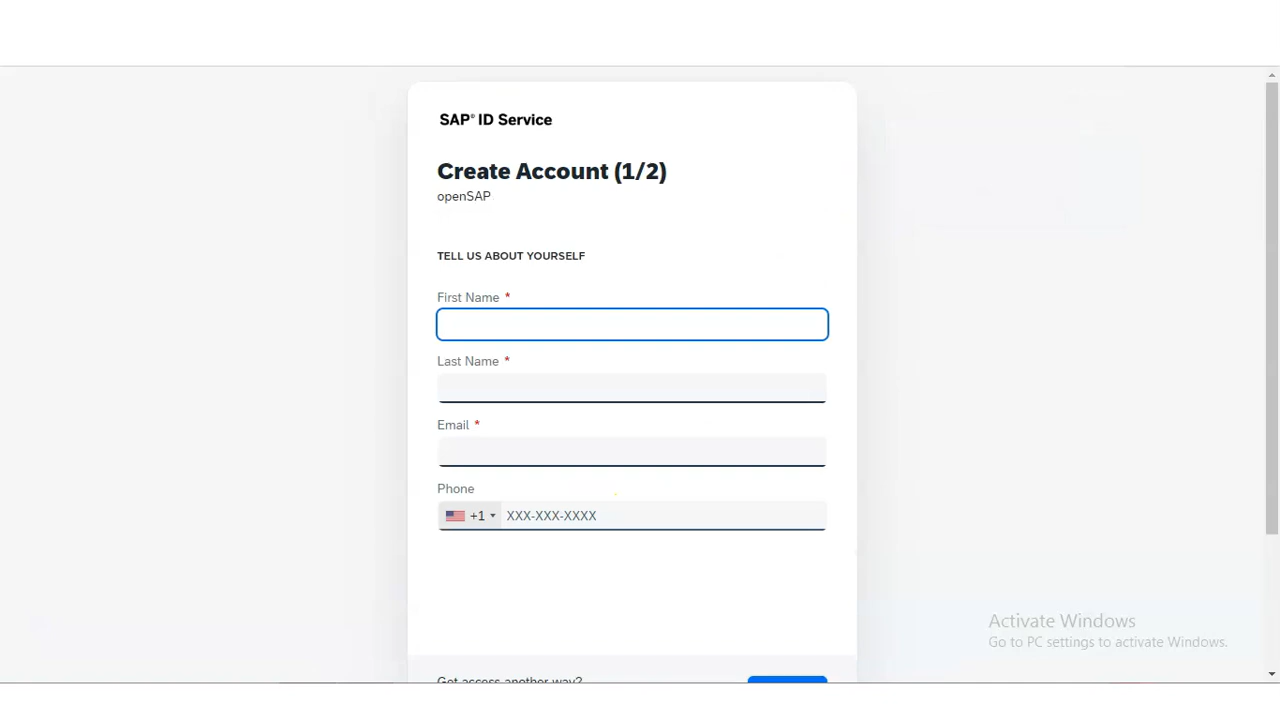 SAP® ID Service
Create Account (1/2)
openSAP
TELL US ABOUT YOURSELF
First Name *
Last Name *
Email *
Phone
+1 XXX-XXX-XXXX
Activate Windows
Go to PC settings to activate Windows.
Got access another way?